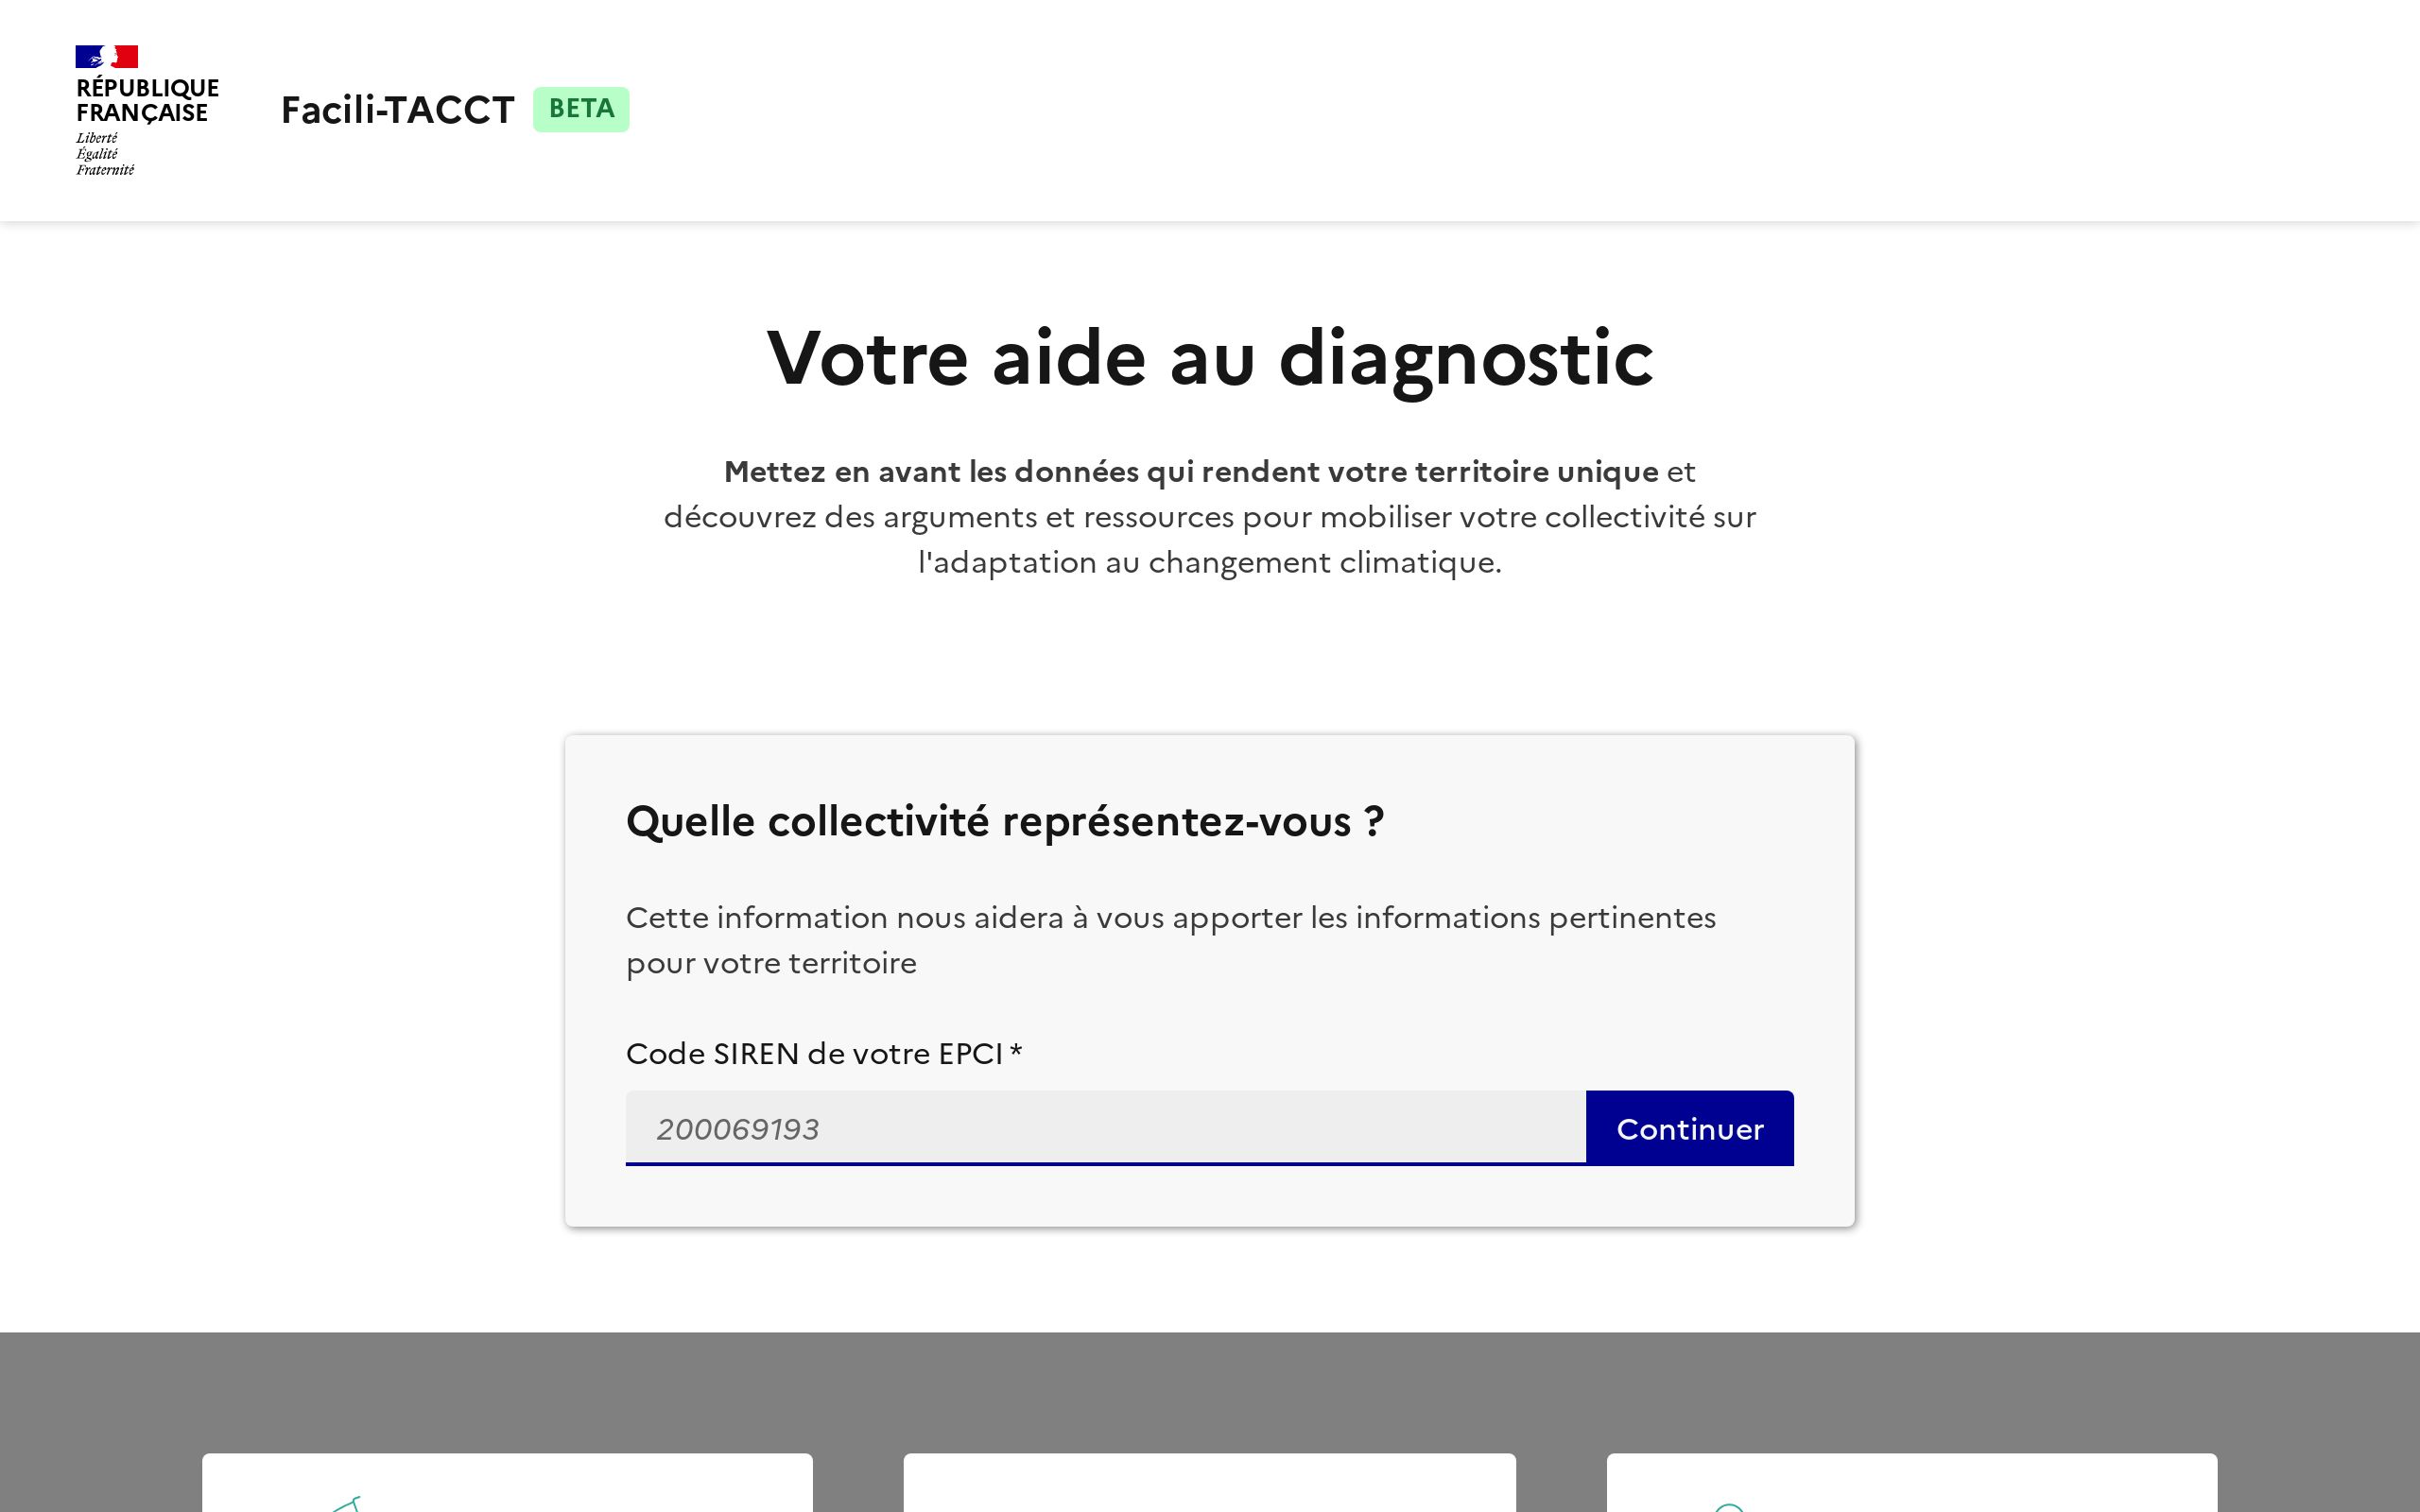 RÉPUBLIQUE
FRANÇAISE
Liberté
Égalité
Fraternité
Facili-TACCT BETA
Votre aide au diagnostic
Mettez en avant les données qui rendent votre territoire unique et
découvrez des arguments et ressources pour mobiliser votre collectivité sur
l'adaptation au changement climatique.
Quelle collectivité représentez-vous ?
Cette information nous aidera à vous apporter les informations pertinentes
pour votre territoire
Code SIREN de votre EPCI *
200069193
Continuer